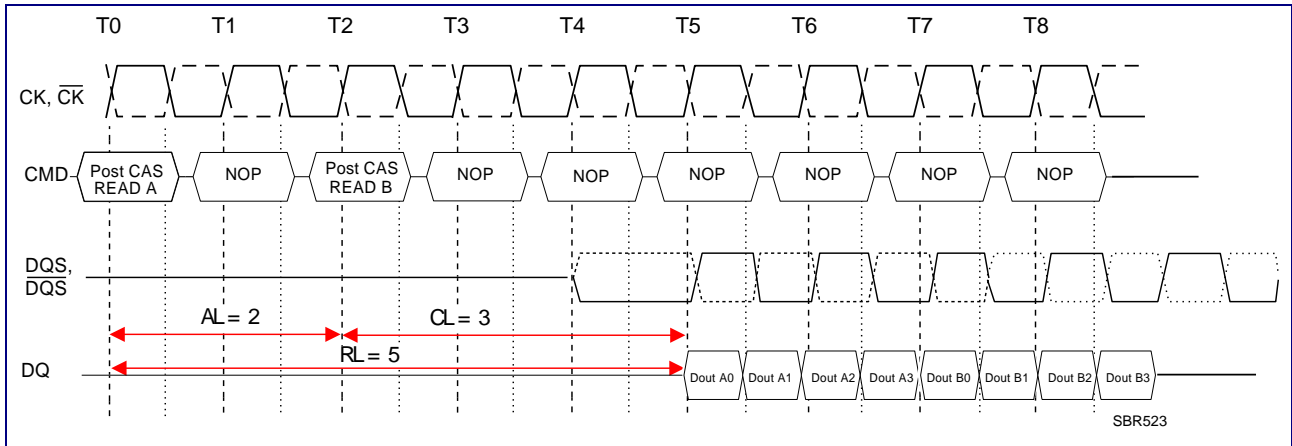 T0 T1 T2 T3 T4 T5 T6 T7 T8
CK, CK
CMD
Post CAS
READ A
NOP
Post CAS
READ B
NOP NOP NOP NOP NOP NOP
DQS,
DQS
AL = 2 CL = 3
RL = 5
DQ
Dout A0 Dout A1 Dout A2 Dout A3 Dout B0 Dout B1 Dout B2 Dout B3
SBR523